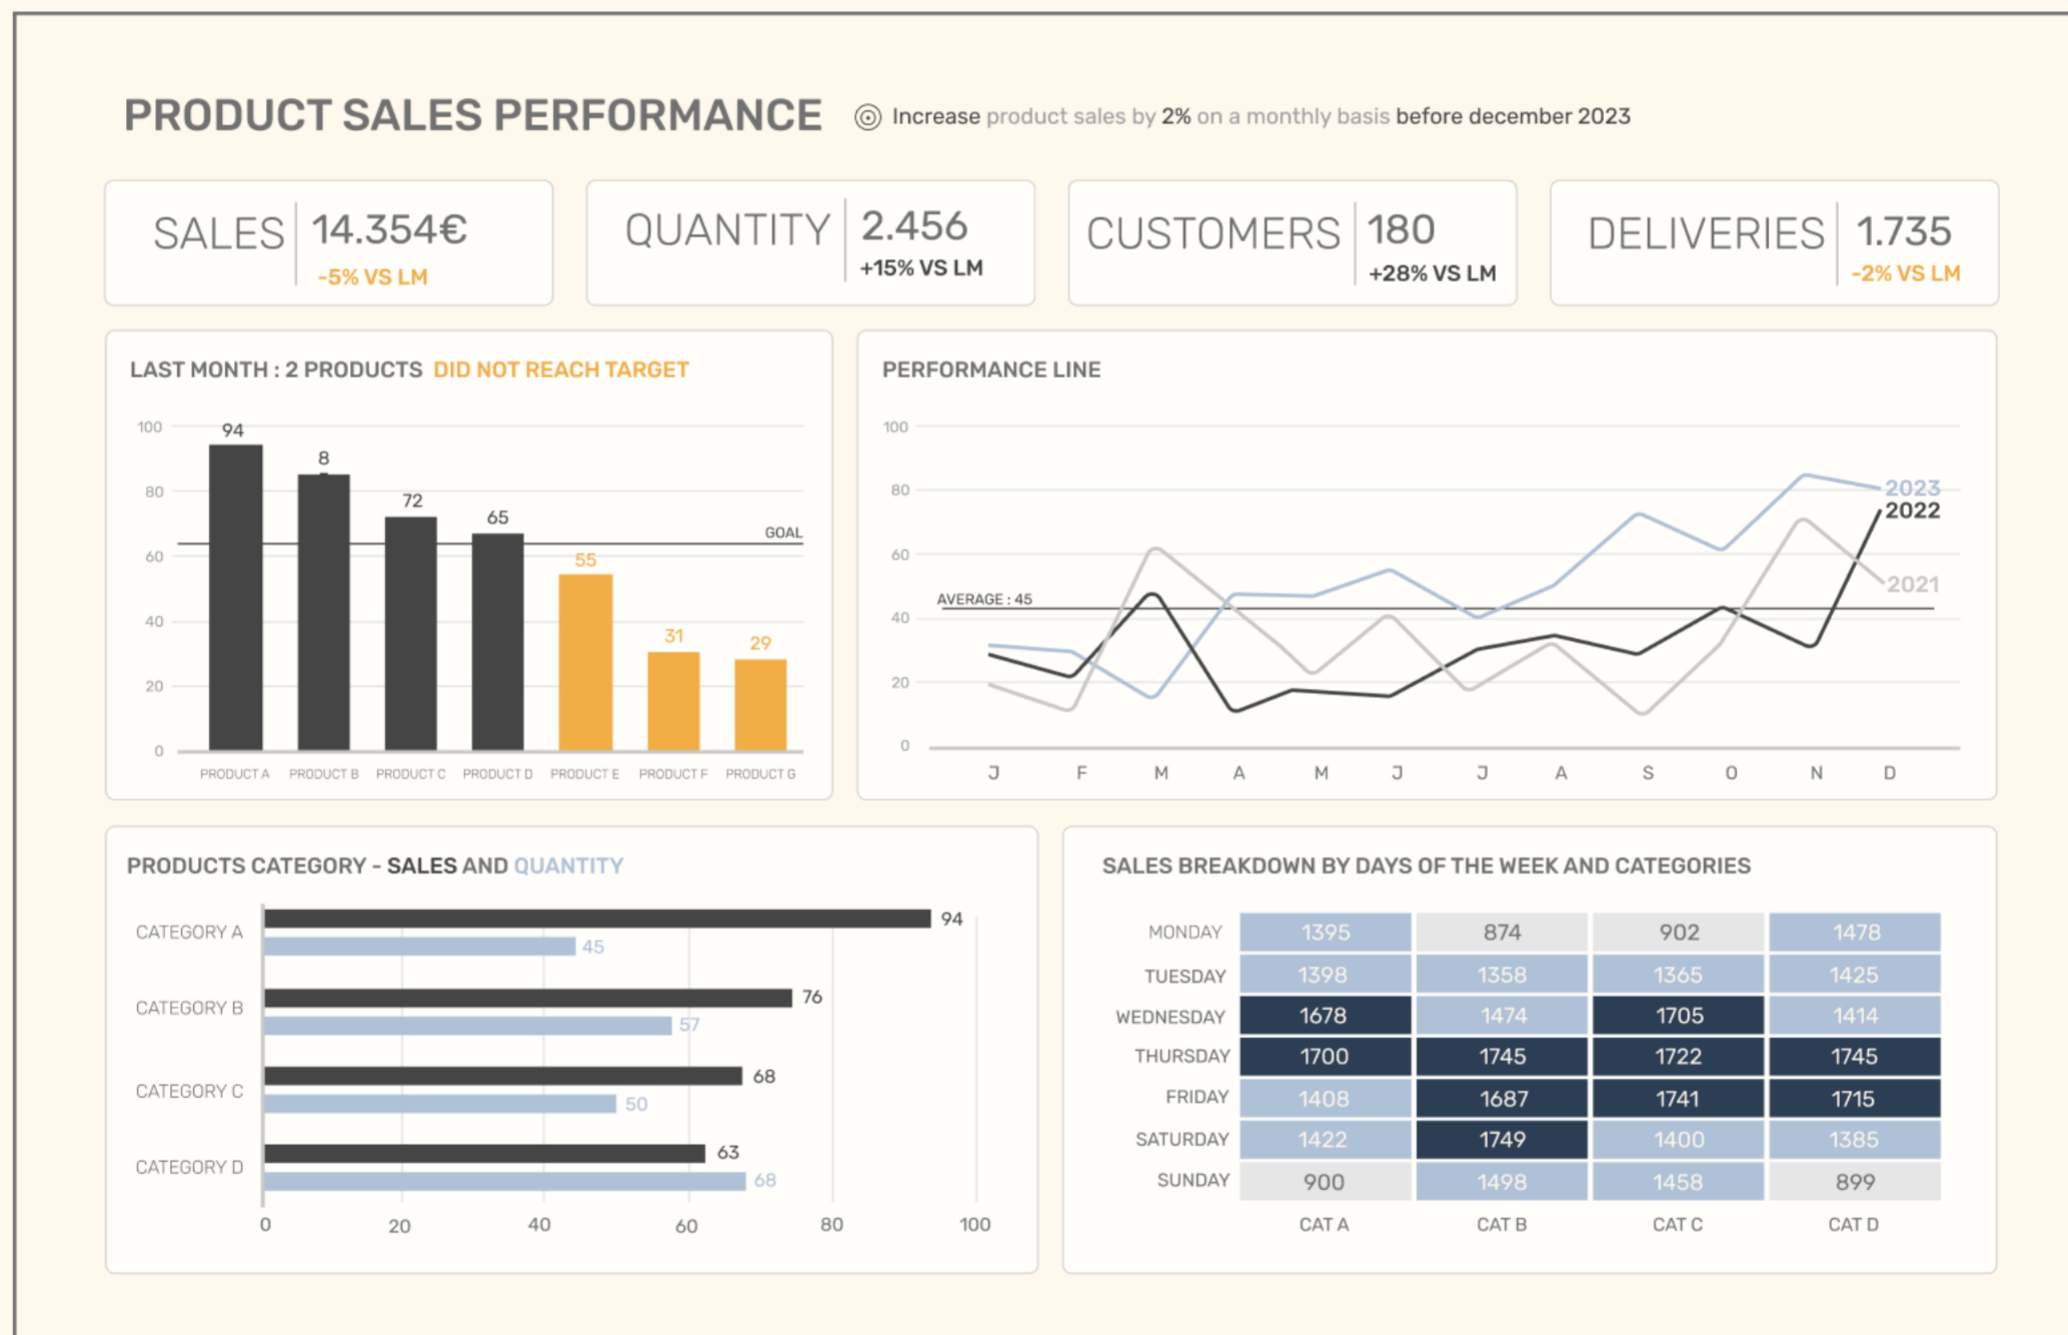 PRODUCT SALES PERFORMANCE
Increase product sales by 2% on a monthly basis before december 2023
SALES
14.354€
-5% VS LM
QUANTITY
2.456
+15% VS LM
CUSTOMERS
180
+28% VS LM
DELIVERIES
1.735
-2% VS LM
LAST MONTH : 2 PRODUCTS DID NOT REACH TARGET
100
80
60
40
20
0
94
8
72
65
55
31
29
GOAL
PRODUCT A PRODUCT B PRODUCT C PRODUCT D PRODUCT E PRODUCT F PRODUCT G
PERFORMANCE LINE
100
80
60
40
20
0
AVERAGE : 45
2023
2022
2021
J F M A M J J A S O N D
PRODUCTS CATEGORY - SALES AND QUANTITY
CATEGORY A
94
45
CATEGORY B
76
57
CATEGORY C
68
50
CATEGORY D
63
68
0 20 40 60 80 100
SALES BREAKDOWN BY DAYS OF THE WEEK AND CATEGORIES
MONDAY 1395 874 902 1478
TUESDAY 1398 1358 1365 1425
WEDNESDAY 1678 1474 1705 1414
THURSDAY 1700 1745 1722 1745
FRIDAY 1408 1687 1741 1715
SATURDAY 1422 1749 1400 1385
SUNDAY 900 1498 1458 899
CAT A CAT B CAT C CAT D